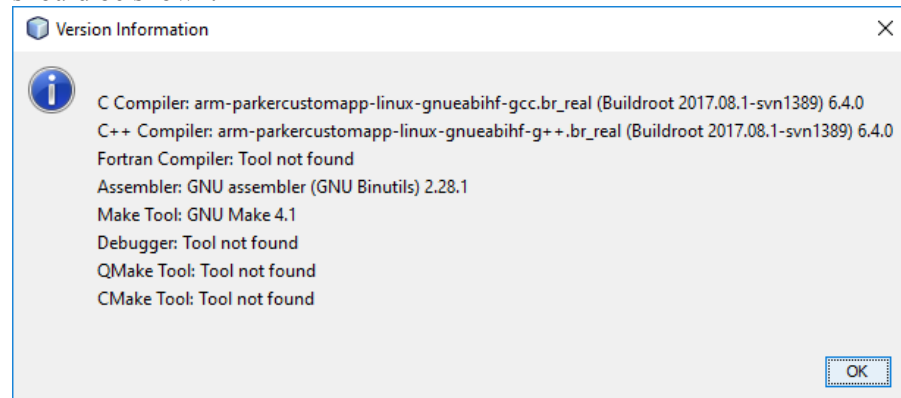 Version Information
C Compiler: arm-parkercustomapp-linux-gnueabihf-gcc.br_real (Buildroot 2017.08.1-svn1389) 6.4.0
C++ Compiler: arm-parkercustomapp-linux-gnueabihf-g++.br_real (Buildroot 2017.08.1-svn1389) 6.4.0
Fortran Compiler: Tool not found
Assembler: GNU assembler (GNU Binutils) 2.28.1
Make Tool: GNU Make 4.1
Debugger: Tool not found
QMake Tool: Tool not found
CMake Tool: Tool not found
OK